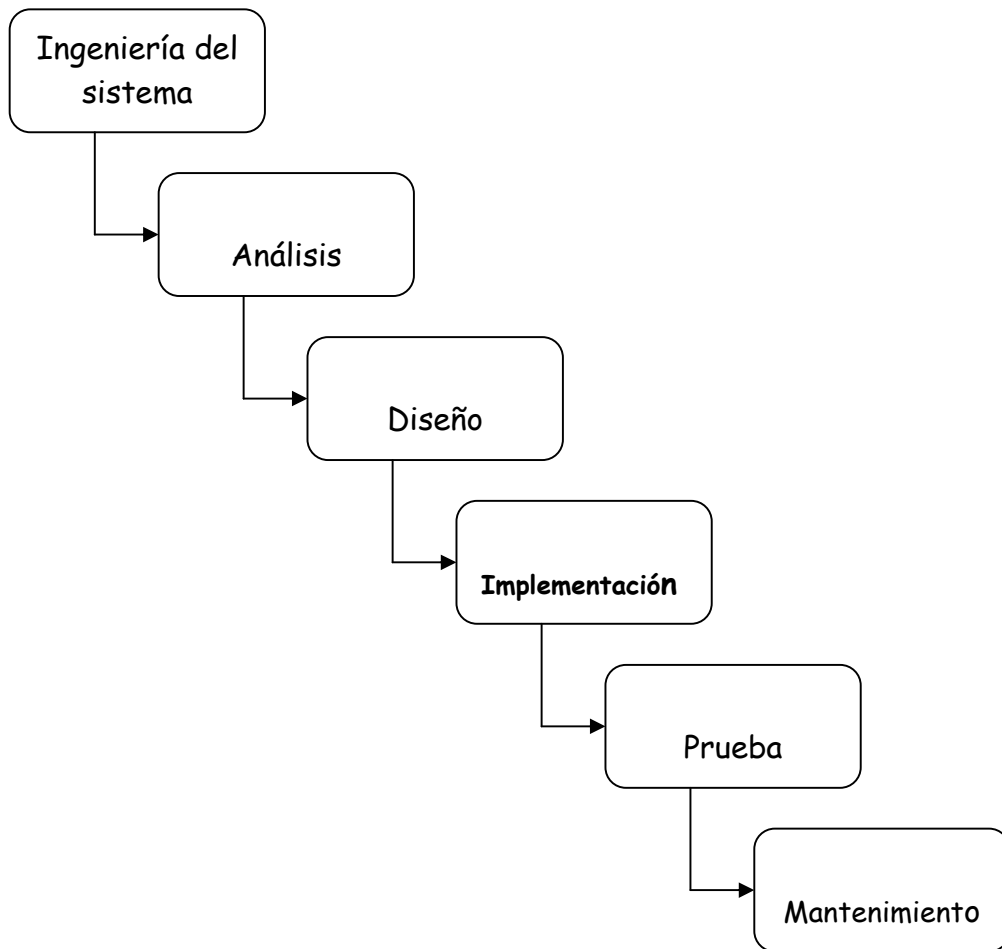 Ingeniería del
sistema
Análisis
Diseño
Implementación
Prueba
Mantenimiento